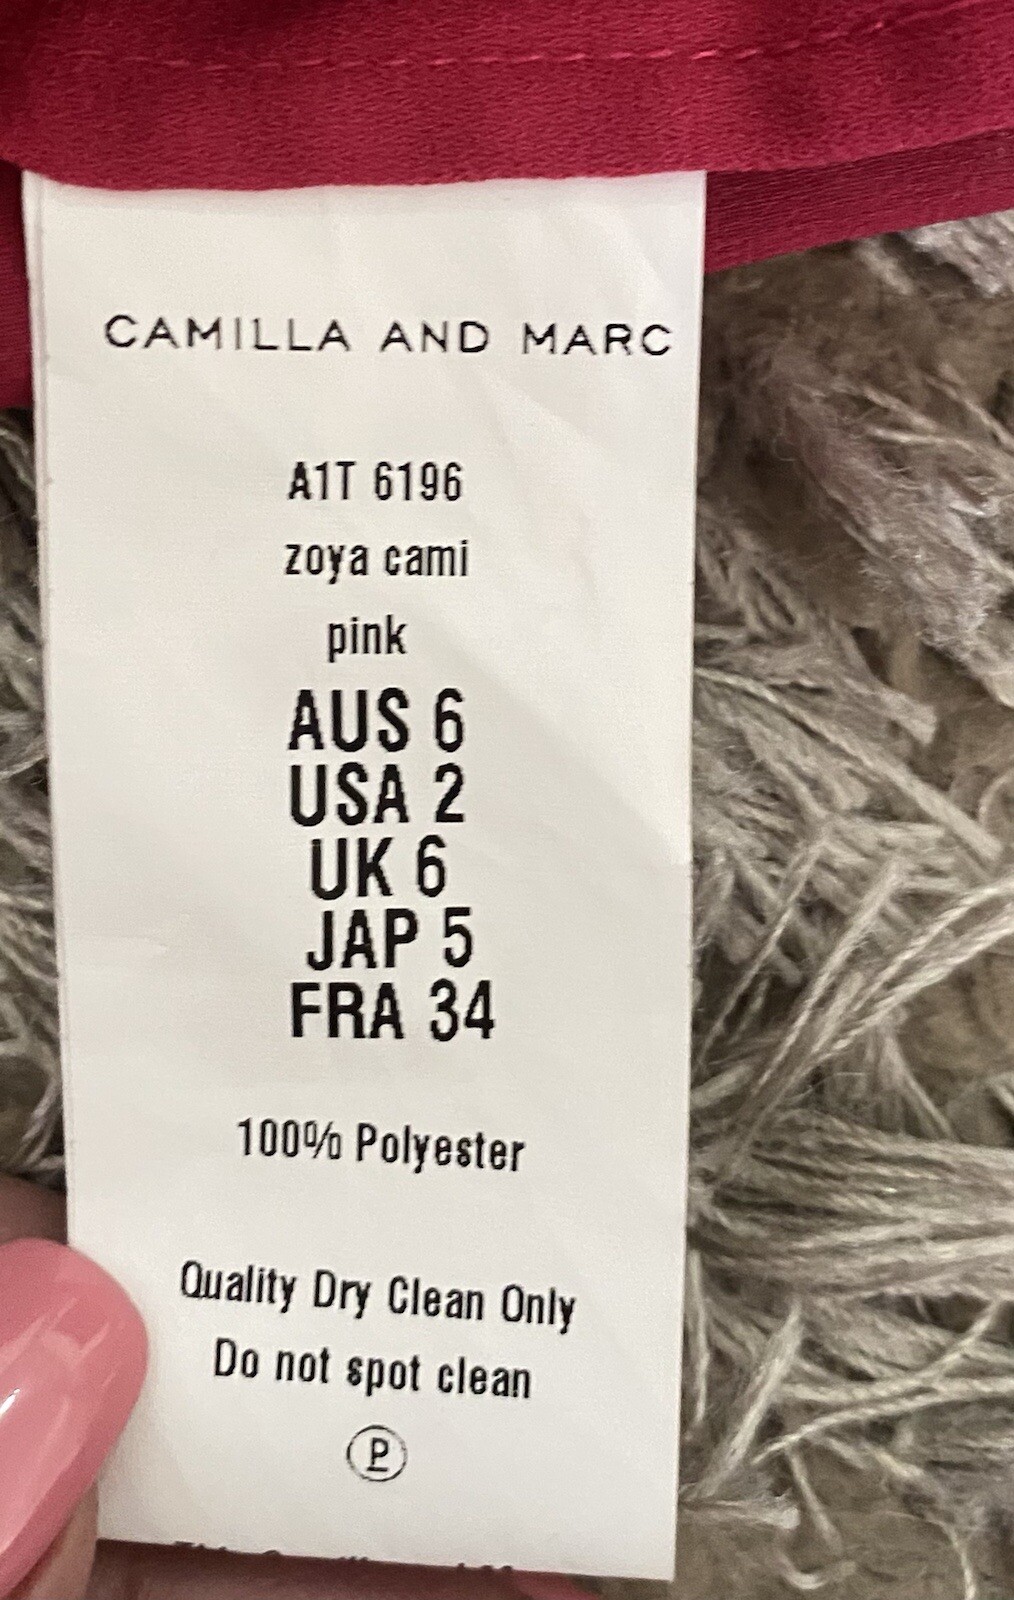 CAMILLA AND MARC
A1T 6196
zoya cami
pink
AUS 6
USA 2
UK 6
JAP 5
FRA 34
100% Polyester
Quality Dry Clean Only
Do not spot clean
P